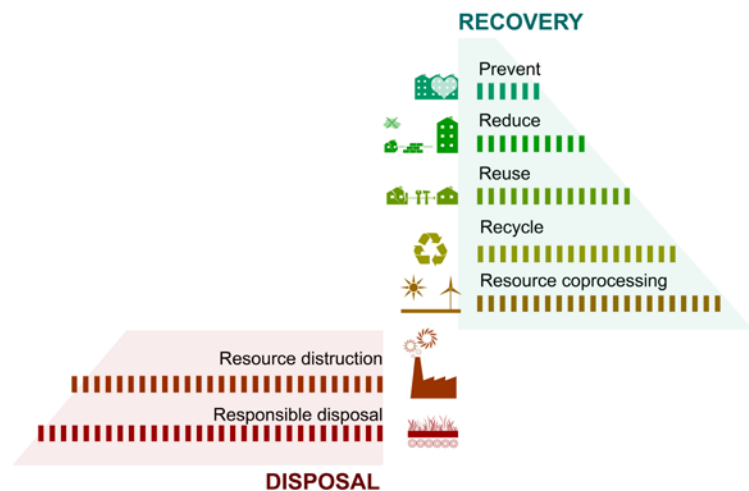 RECOVERY
Prevent
Reduce
Reuse
Recycle
Resource coprocessing
Resource distruction
Responsible disposal
DISPOSAL